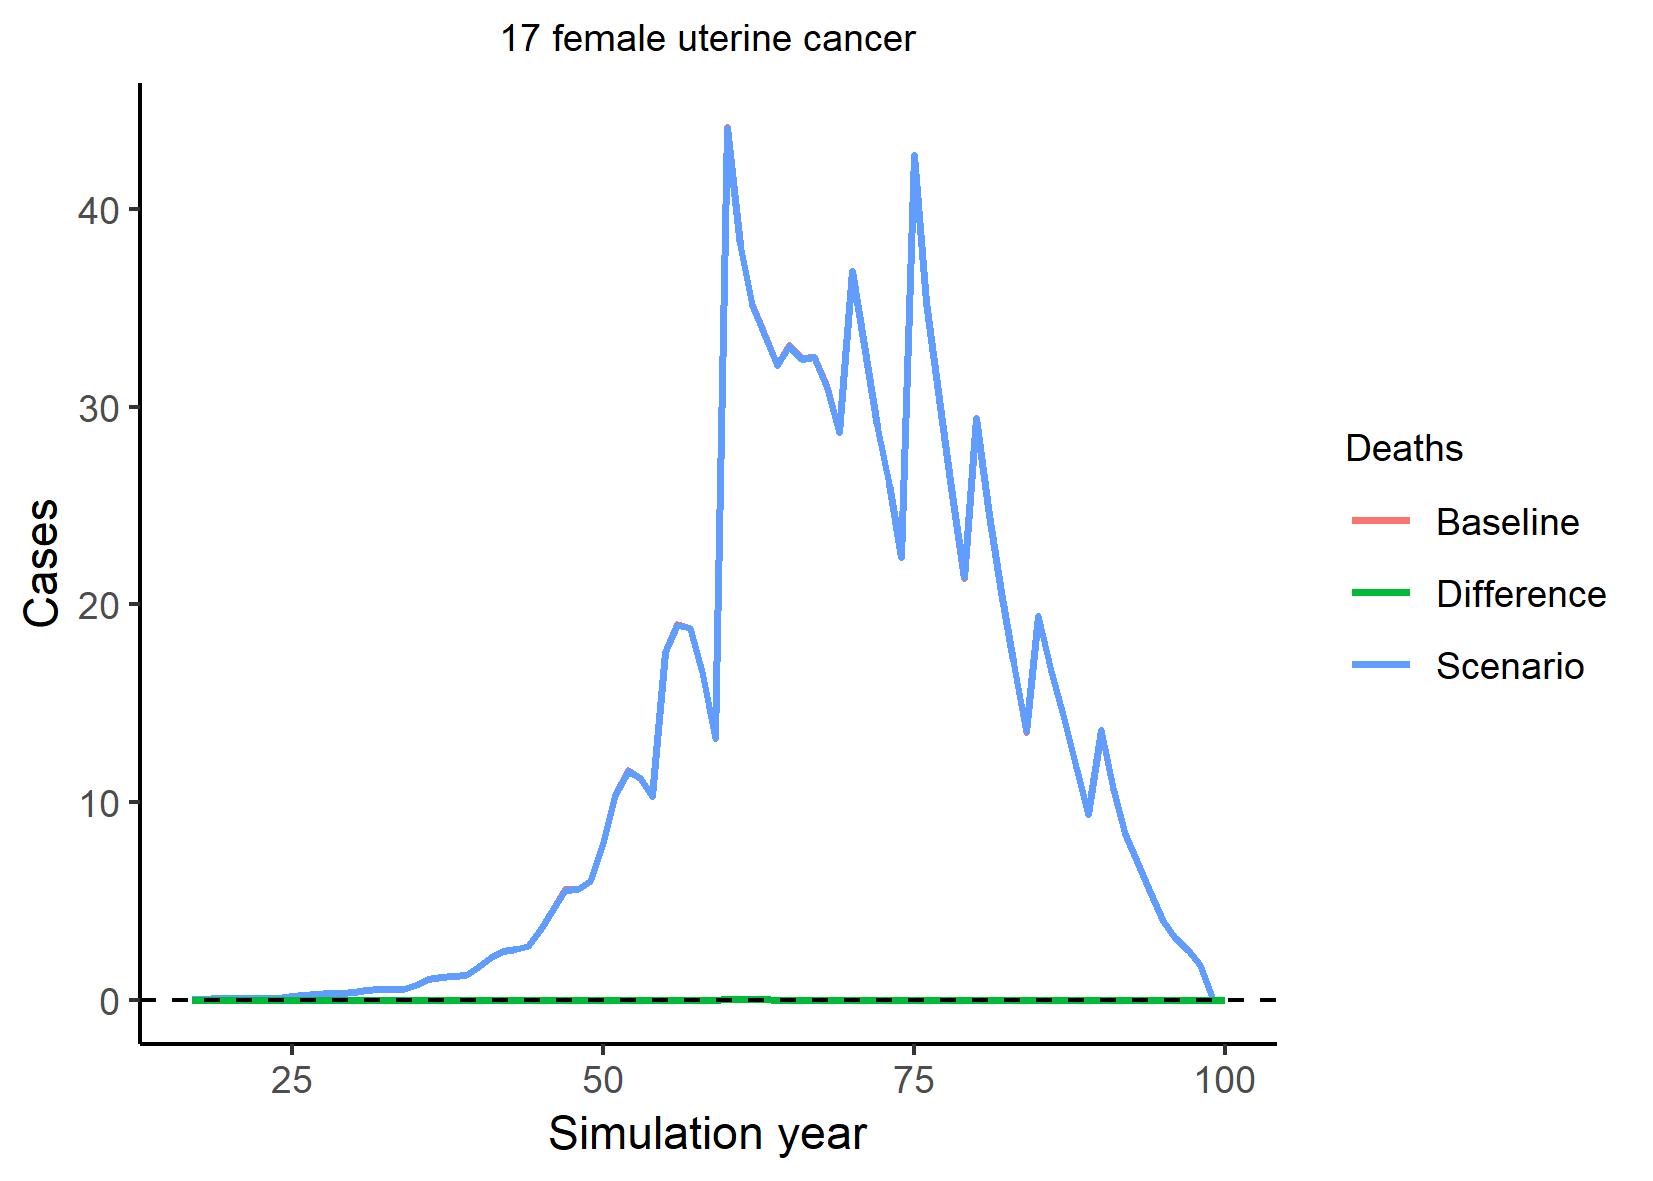 17 female uterine cancer
Cases
40
30
20
10
0
25 50 75 100
Simulation year
Deaths
Baseline
Difference
Scenario